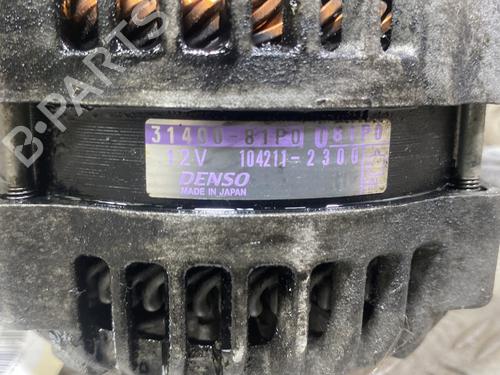 B-PARTS
31400-81P0 081P0
12V 104211-2300
DENSO
MADE IN JAPAN